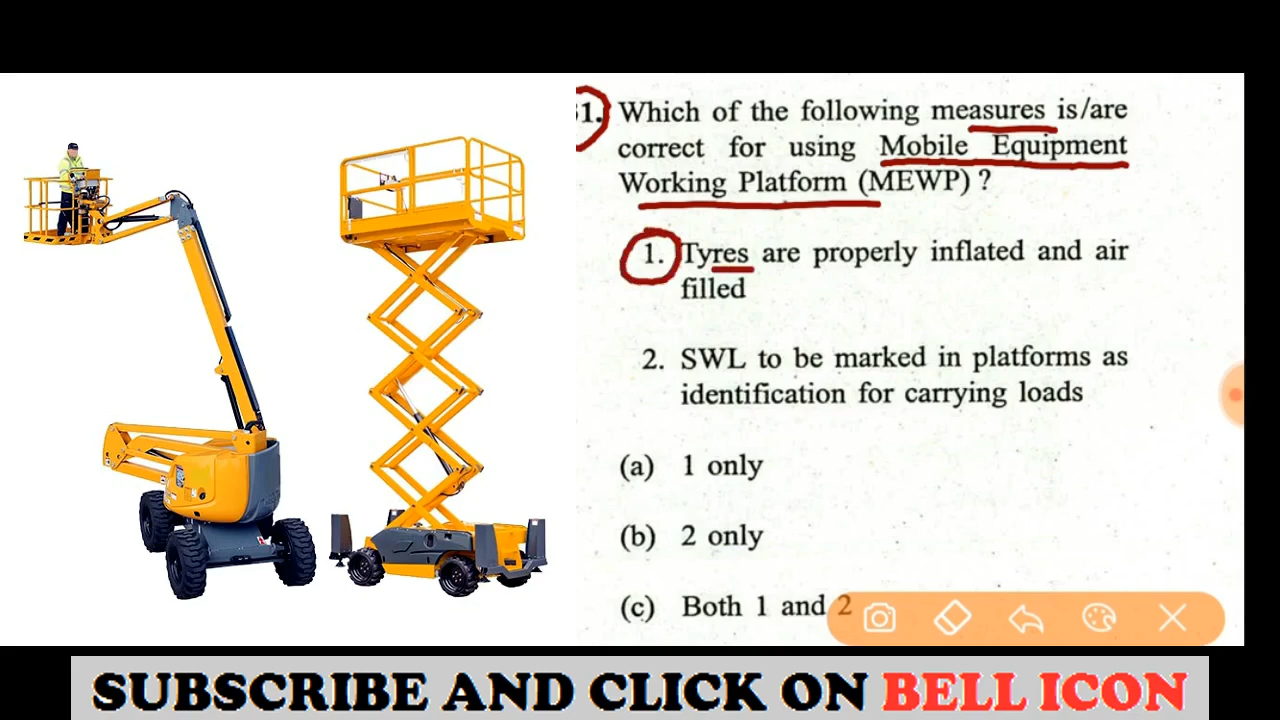 31. Which of the following measures is/are
correct for using Mobile Equipment
Working Platform (MEWP) ?
1. Tyres are properly inflated and air
filled
2. SWL to be marked in platforms as
identification for carrying loads
(a) 1 only
(b) 2 only
(c) Both 1 and 2
SUBSCRIBE AND CLICK ON BELL ICON